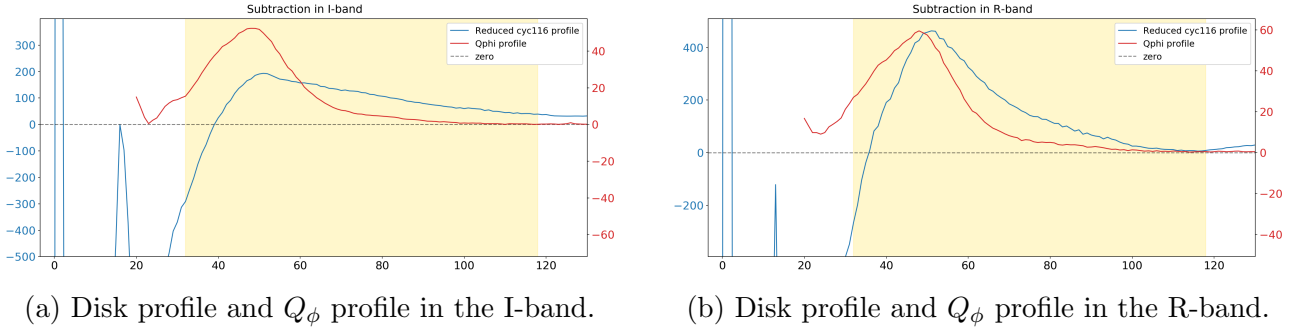 Subtraction in I-band
Reduced cyc116 profile
Qphi profile
zero
300
200
100
0
−100
−200
−300
−400
−500
40
20
0
−20
−40
−60
0 20 40 60 80 100 120
(a) Disk profile and Qϕ profile in the I-band.
Subtraction in R-band
Reduced cyc116 profile
Qphi profile
zero
400
200
0
−200
60
40
20
0
−20
−40
0 20 40 60 80 100 120
(b) Disk profile and Qϕ profile in the R-band.